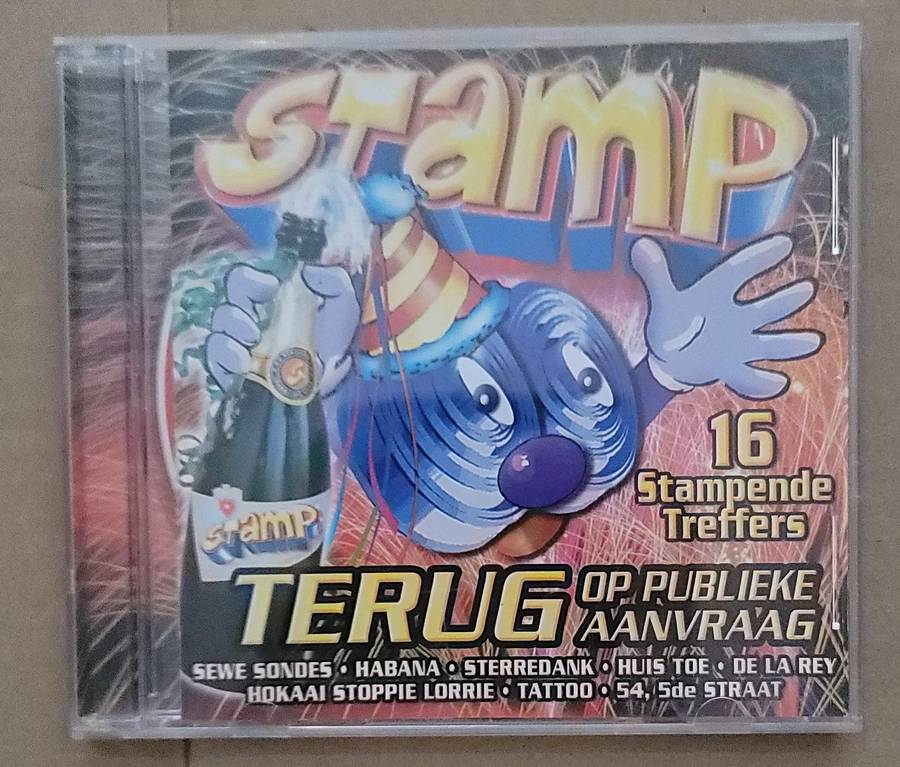 Stamp
16
Stampende
Treffers
Stamp
TERUG OP PUBLIEKE
AANVRAAG
SEWE SONDES • HABANA • STERREDANK • HUIS TOE • DE LA REY
HOKAAI STOPPIE LORRIE • TATTOO • 54, 5de STRAAT